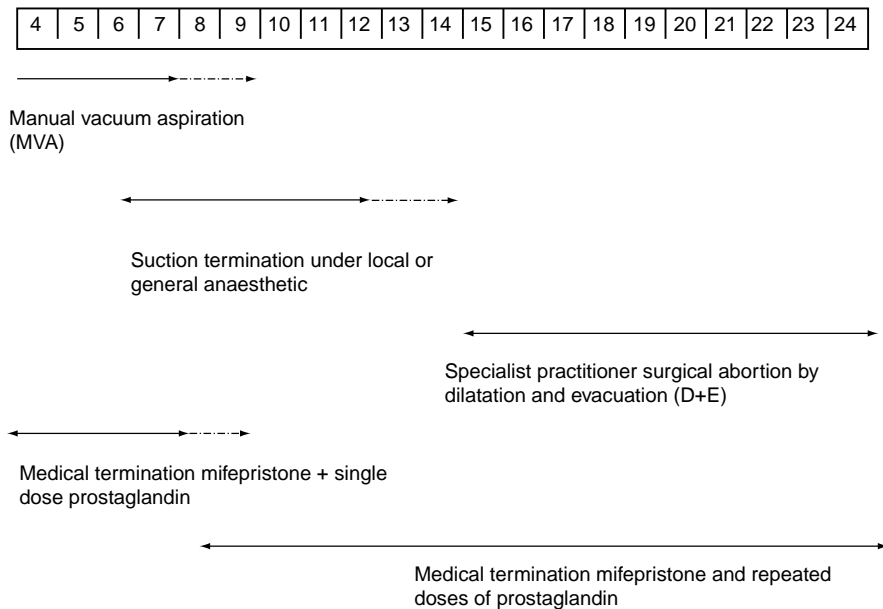 4 5 6 7 8 9 10 11 12 13 14 15 16 17 18 19 20 21 22 23 24
Manual vacuum aspiration
(MVA)
Suction termination under local or
general anaesthetic
Specialist practitioner surgical abortion by
dilatation and evacuation (D+E)
Medical termination mifepristone + single
dose prostaglandin
Medical termination mifepristone and repeated
doses of prostaglandin